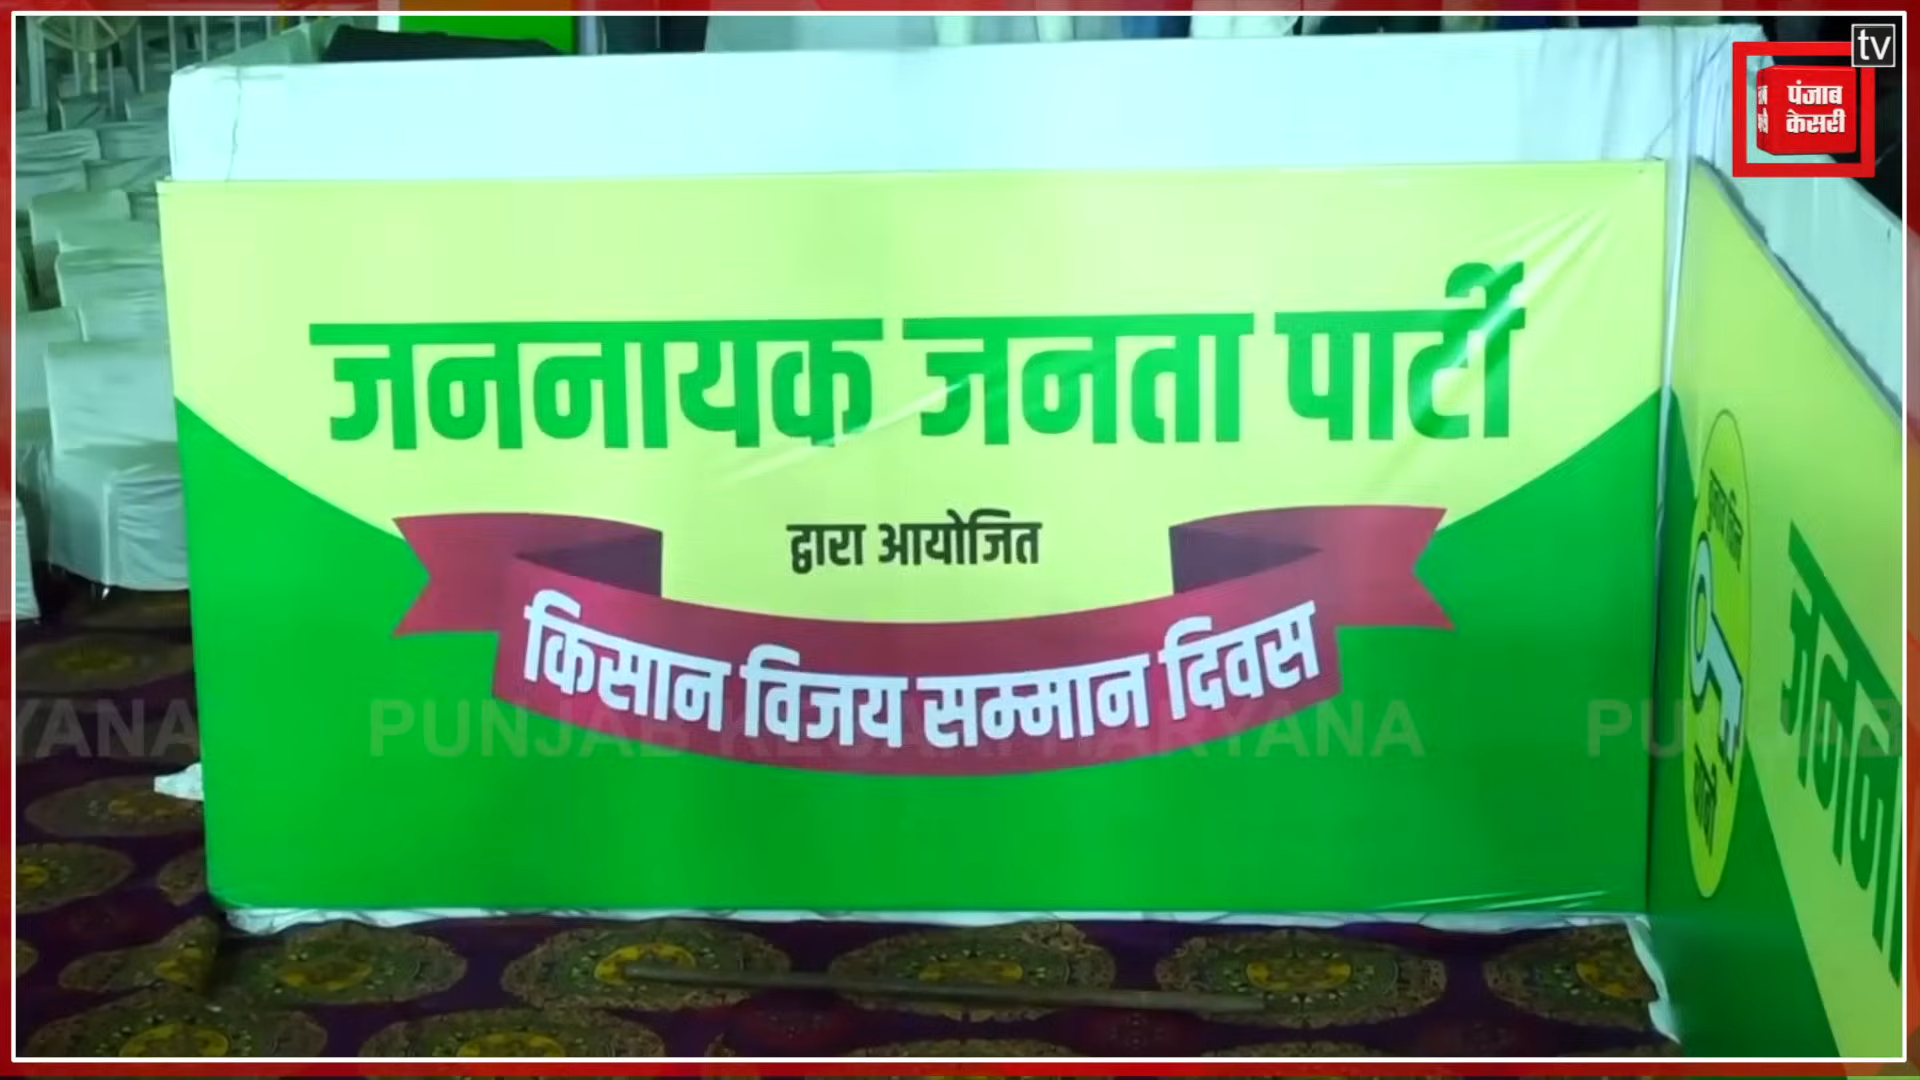 tv
पंजाब
केसरी
जननायक जनता पार्टी
द्वारा आयोजित
किसान विजय सम्मान दिवस
PUNJAB KESARI HARYANA
चुनाव चिन्ह
चाबी